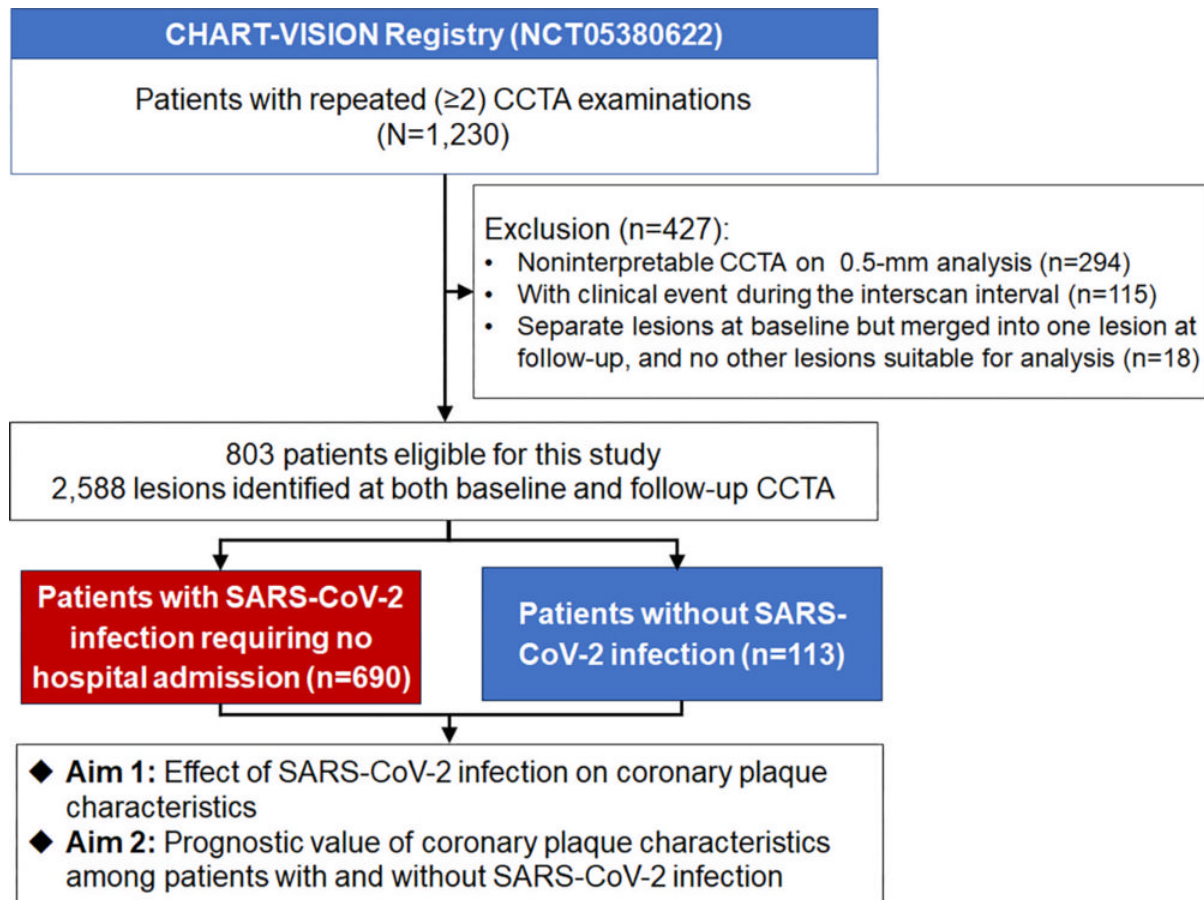 CHART-VISION Registry (NCT05380622)
Patients with repeated (≥2) CCTA examinations
(N=1,230)
Exclusion (n=427):
• Noninterpretable CCTA on 0.5-mm analysis (n=294)
• With clinical event during the interscan interval (n=115)
• Separate lesions at baseline but merged into one lesion at
follow-up, and no other lesions suitable for analysis (n=18)
803 patients eligible for this study
2,588 lesions identified at both baseline and follow-up CCTA
Patients with SARS-CoV-2
infection requiring no
hospital admission (n=690)
Patients without SARS-
CoV-2 infection (n=113)
◆ Aim 1: Effect of SARS-CoV-2 infection on coronary plaque
characteristics
◆ Aim 2: Prognostic value of coronary plaque characteristics
among patients with and without SARS-CoV-2 infection